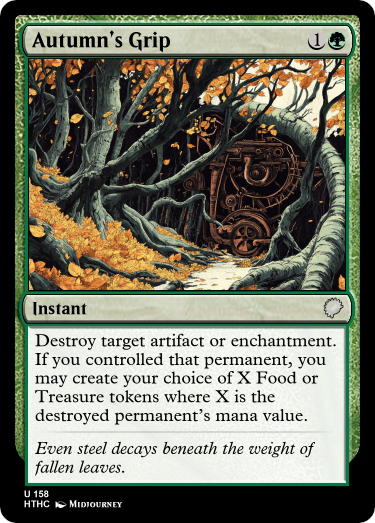 Autumn's Grip 1
Instant
Destroy target artifact or enchantment.
If you controlled that permanent, you
may create your choice of X Food or
Treasure tokens where X is the
destroyed permanent's mana value.
Even steel decays beneath the weight of
fallen leaves.
U 158
HTHC Midjourney